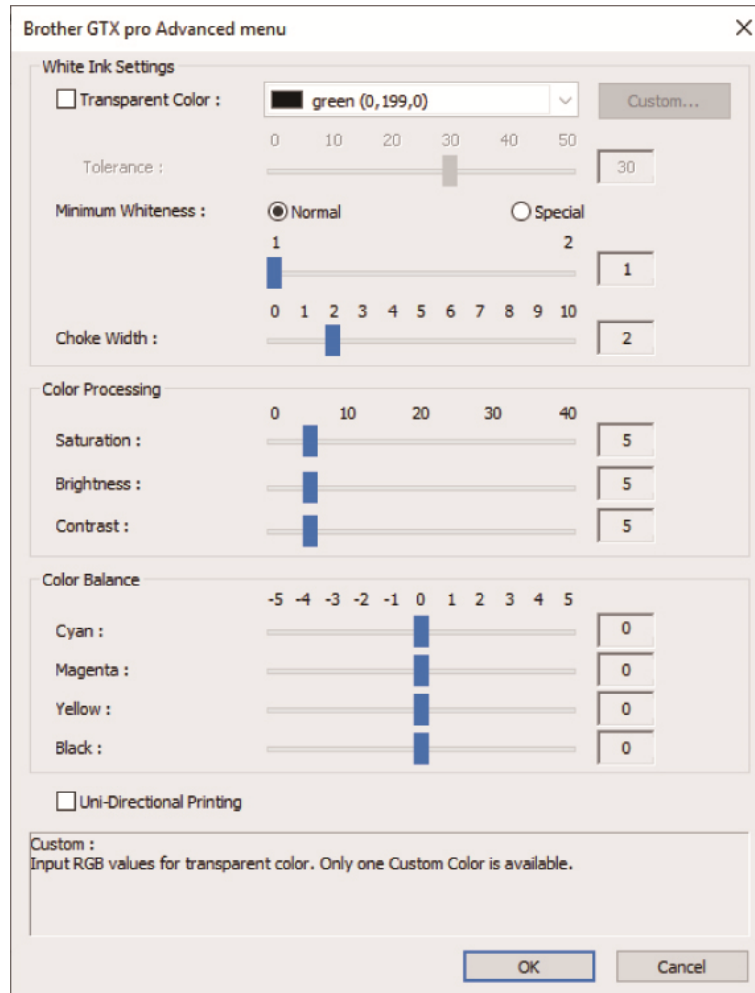 Brother GTX pro Advanced menu
White Ink Settings
Transparent Color : green (0,199,0) Custom...
0 10 20 30 40 50
Tolerance : 30
Minimum Whiteness : Normal Special
1 2
1
0 1 2 3 4 5 6 7 8 9 10
Choke Width : 2
Color Processing
0 10 20 30 40
Saturation : 5
Brightness : 5
Contrast : 5
Color Balance
-5 -4 -3 -2 -1 0 1 2 3 4 5
Cyan : 0
Magenta : 0
Yellow : 0
Black : 0
Uni-Directional Printing
Custom :
Input RGB values for transparent color. Only one Custom Color is available.
OK Cancel